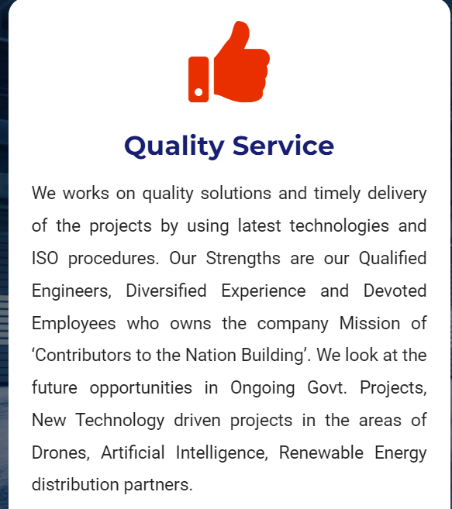 Quality Service
We works on quality solutions and timely delivery
of the projects by using latest technologies and
ISO procedures. Our Strengths are our Qualified
Engineers, Diversified Experience and Devoted
Employees who owns the company Mission of
‘Contributors to the Nation Building’. We look at the
future opportunities in Ongoing Govt. Projects,
New Technology driven projects in the areas of
Drones, Artificial Intelligence, Renewable Energy
distribution partners.